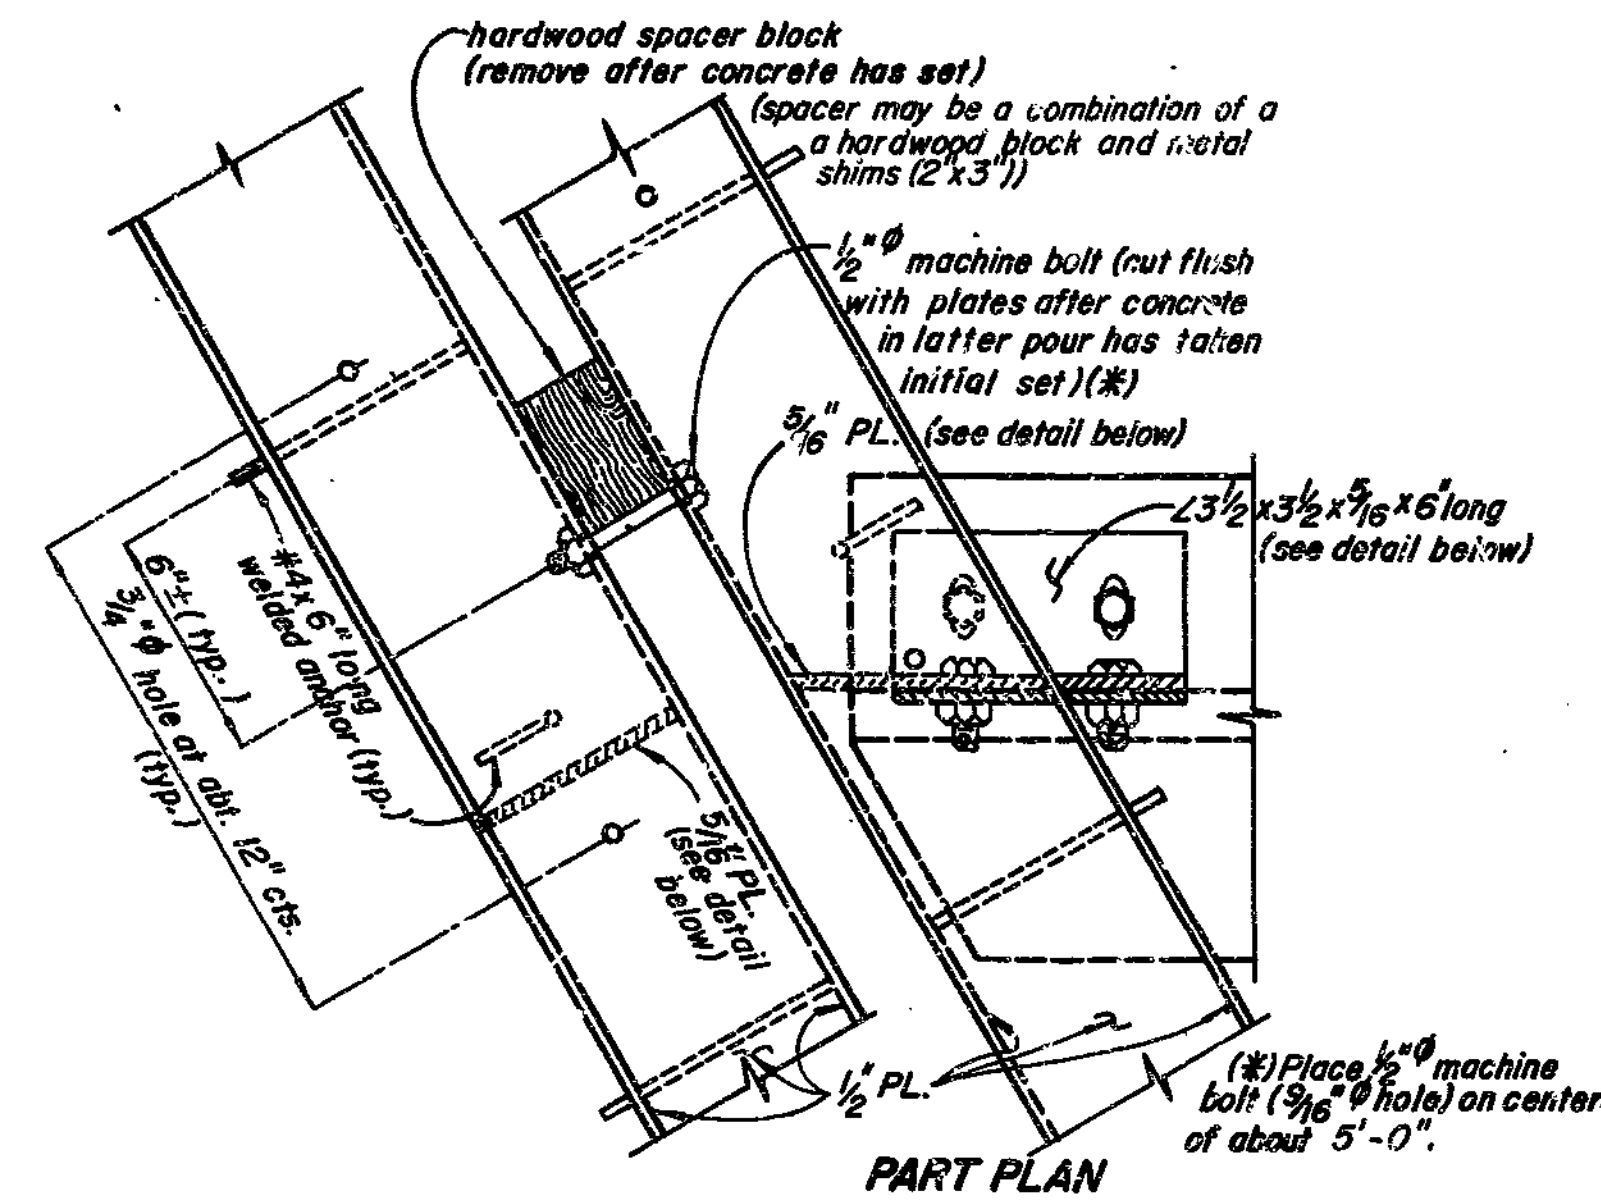 hardwood spacer block
(remove after concrete has set)
(spacer may be a combination of a
a hardwood block and metal
shims (2"x3"))
1/2"ϕ machine bolt (cut flush
with plates after concrete
in latter pour has taken
initial set)(*)
5/16" PL. (see detail below)
∠3 1/2 x 3 1/2 x 5/16 x 6" long
(see detail below)
#4 x 6" long
welded anchor (typ.)
6"± (typ.)
3/4"ϕ hole at abt. 12" cts.
(typ.)
5/16" PL.
(see detail
below)
1/2" PL.
(*) Place 1/2"ϕ machine
bolt (9/16"ϕ hole) on center
of about 5'-0".
PART PLAN